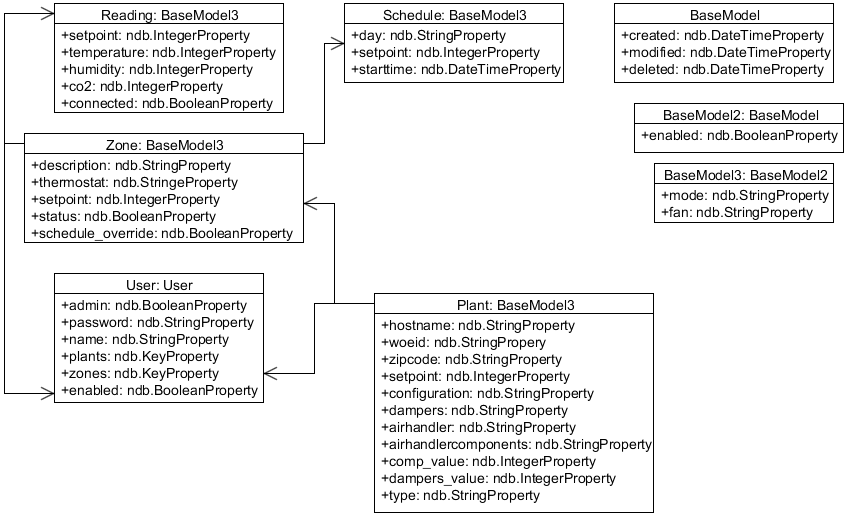 Reading: BaseModel3
+setpoint: ndb.IntegerProperty
+temperature: ndb.IntegerProperty
+humidity: ndb.IntegerProperty
+co2: ndb.IntegerProperty
+connected: ndb.BooleanProperty
Schedule: BaseModel3
+day: ndb.StringProperty
+setpoint: ndb.IntegerProperty
+starttime: ndb.DateTimeProperty
BaseModel
+created: ndb.DateTimeProperty
+modified: ndb.DateTimeProperty
+deleted: ndb.DateTimeProperty
BaseModel2: BaseModel
+enabled: ndb.BooleanProperty
BaseModel3: BaseModel2
+mode: ndb.StringProperty
+fan: ndb.StringProperty
Zone: BaseModel3
+description: ndb.StringProperty
+thermostat: ndb.StringeProperty
+setpoint: ndb.IntegerProperty
+status: ndb.BooleanProperty
+schedule_override: ndb.BooleanProperty
User: User
+admin: ndb.BooleanProperty
+password: ndb.StringProperty
+name: ndb.StringProperty
+plants: ndb.KeyProperty
+zones: ndb.KeyProperty
+enabled: ndb.BooleanProperty
Plant: BaseModel3
+hostname: ndb.StringProperty
+woeid: ndb.StringPropery
+zipcode: ndb.StringProperty
+setpoint: ndb.IntegerProperty
+configuration: ndb.StringProperty
+dampers: ndb.StringProperty
+airhandler: ndb.StringProperty
+airhandlercomponents: ndb.StringProperty
+comp_value: ndb.IntegerProperty
+dampers_value: ndb.IntegerProperty
+type: ndb.StringProperty